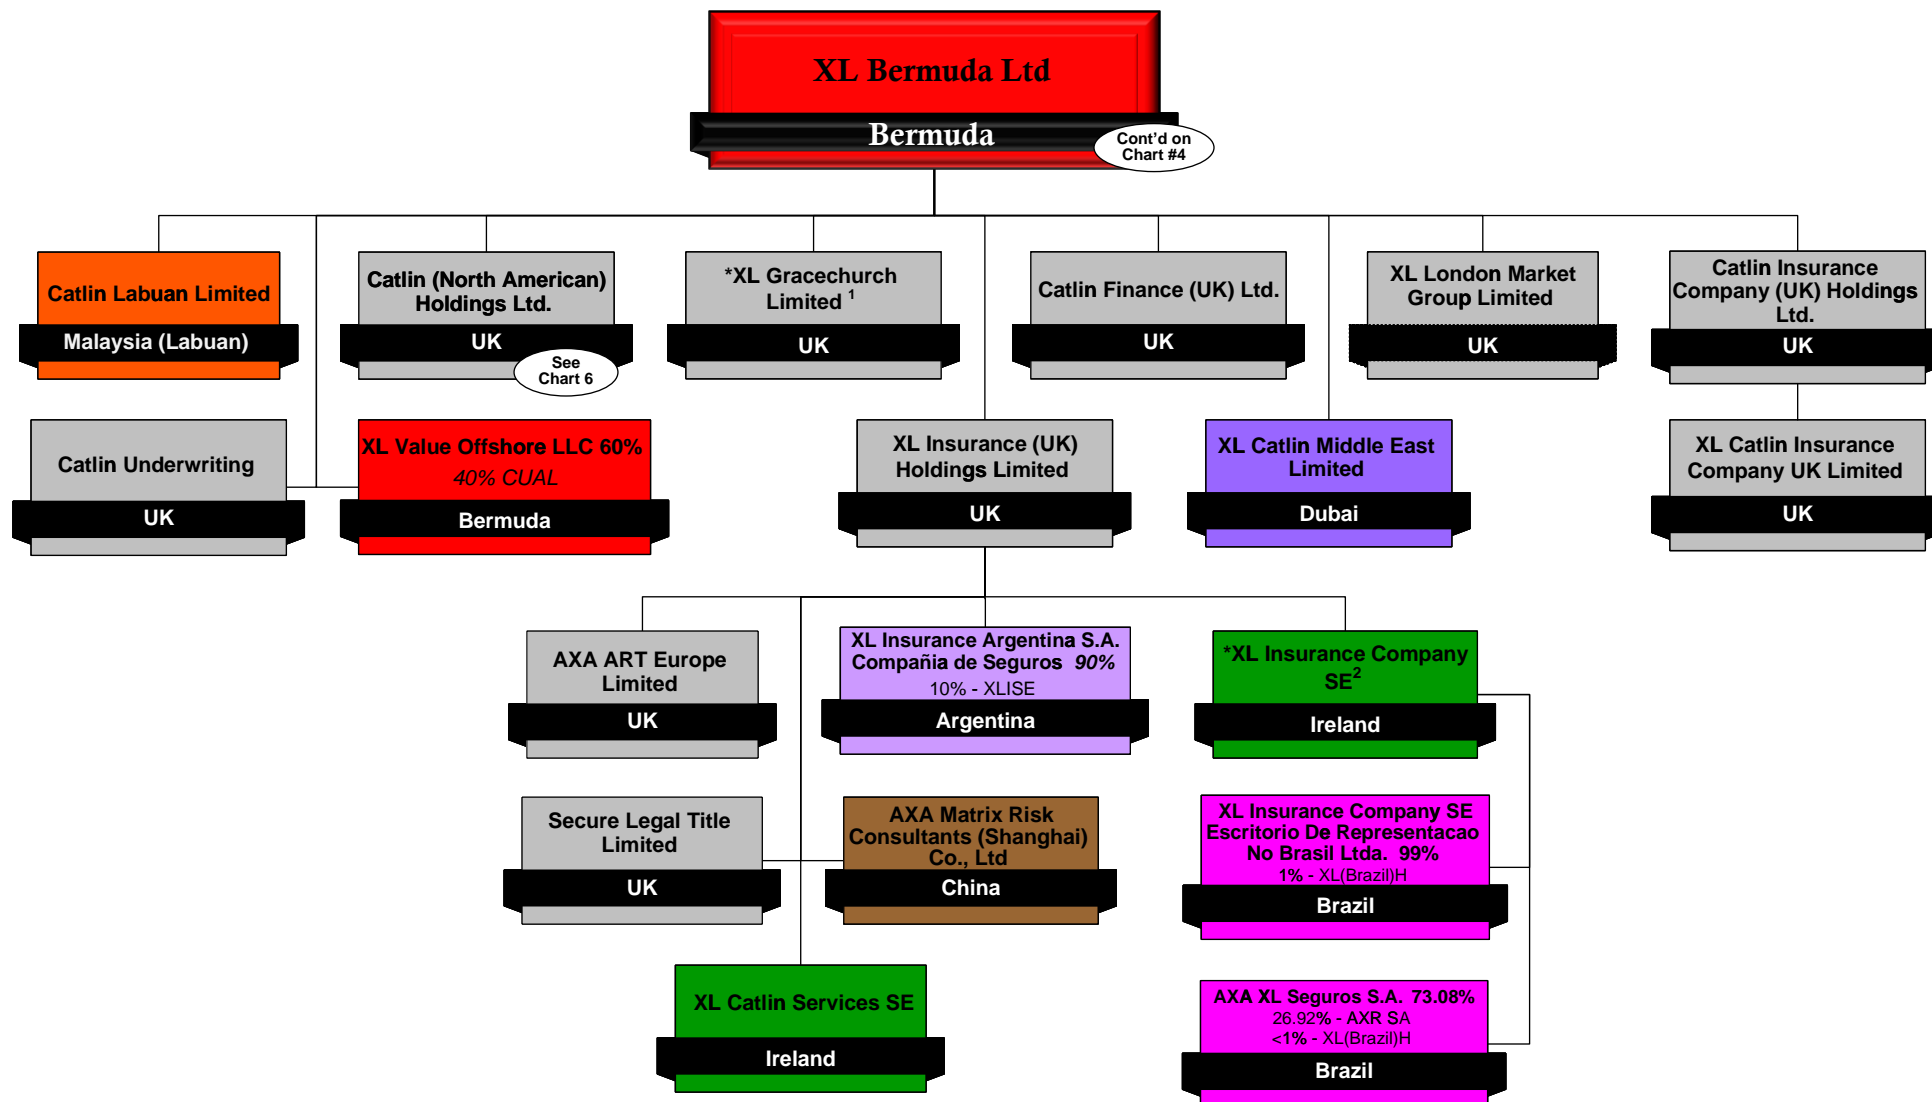 XL Bermuda Ltd
Bermuda
Cont’d on
Chart #4
Catlin Labuan Limited
Malaysia (Labuan)
Catlin (North American)
Holdings Ltd.
UK
See
Chart 6
*XL Gracechurch
Limited 1
UK
Catlin Finance (UK) Ltd.
UK
XL London Market
Group Limited
UK
Catlin Insurance
Company (UK) Holdings
Ltd.
UK
Catlin Underwriting
UK
XL Value Offshore LLC 60%
40% CUAL
Bermuda
XL Insurance (UK)
Holdings Limited
UK
XL Catlin Middle East
Limited
Dubai
XL Catlin Insurance
Company UK Limited
UK
AXA ART Europe
Limited
UK
XL Insurance Argentina S.A.
Compañia de Seguros 90%
10% - XLISE
Argentina
*XL Insurance Company
SE2
Ireland
Secure Legal Title
Limited
UK
AXA Matrix Risk
Consultants (Shanghai)
Co., Ltd
China
XL Insurance Company SE
Escritorio De Representacao
No Brasil Ltda. 99%
1% - XL(Brazil)H
Brazil
XL Catlin Services SE
Ireland
AXA XL Seguros S.A. 73.08%
26.92% - AXR SA
<1% - XL(Brazil)H
Brazil